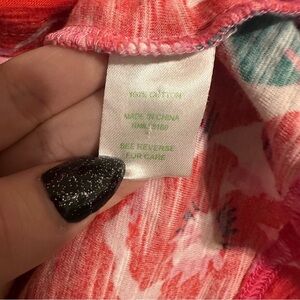 100% COTTON
MADE IN CHINA
SEE REVERSE
FOR CARE